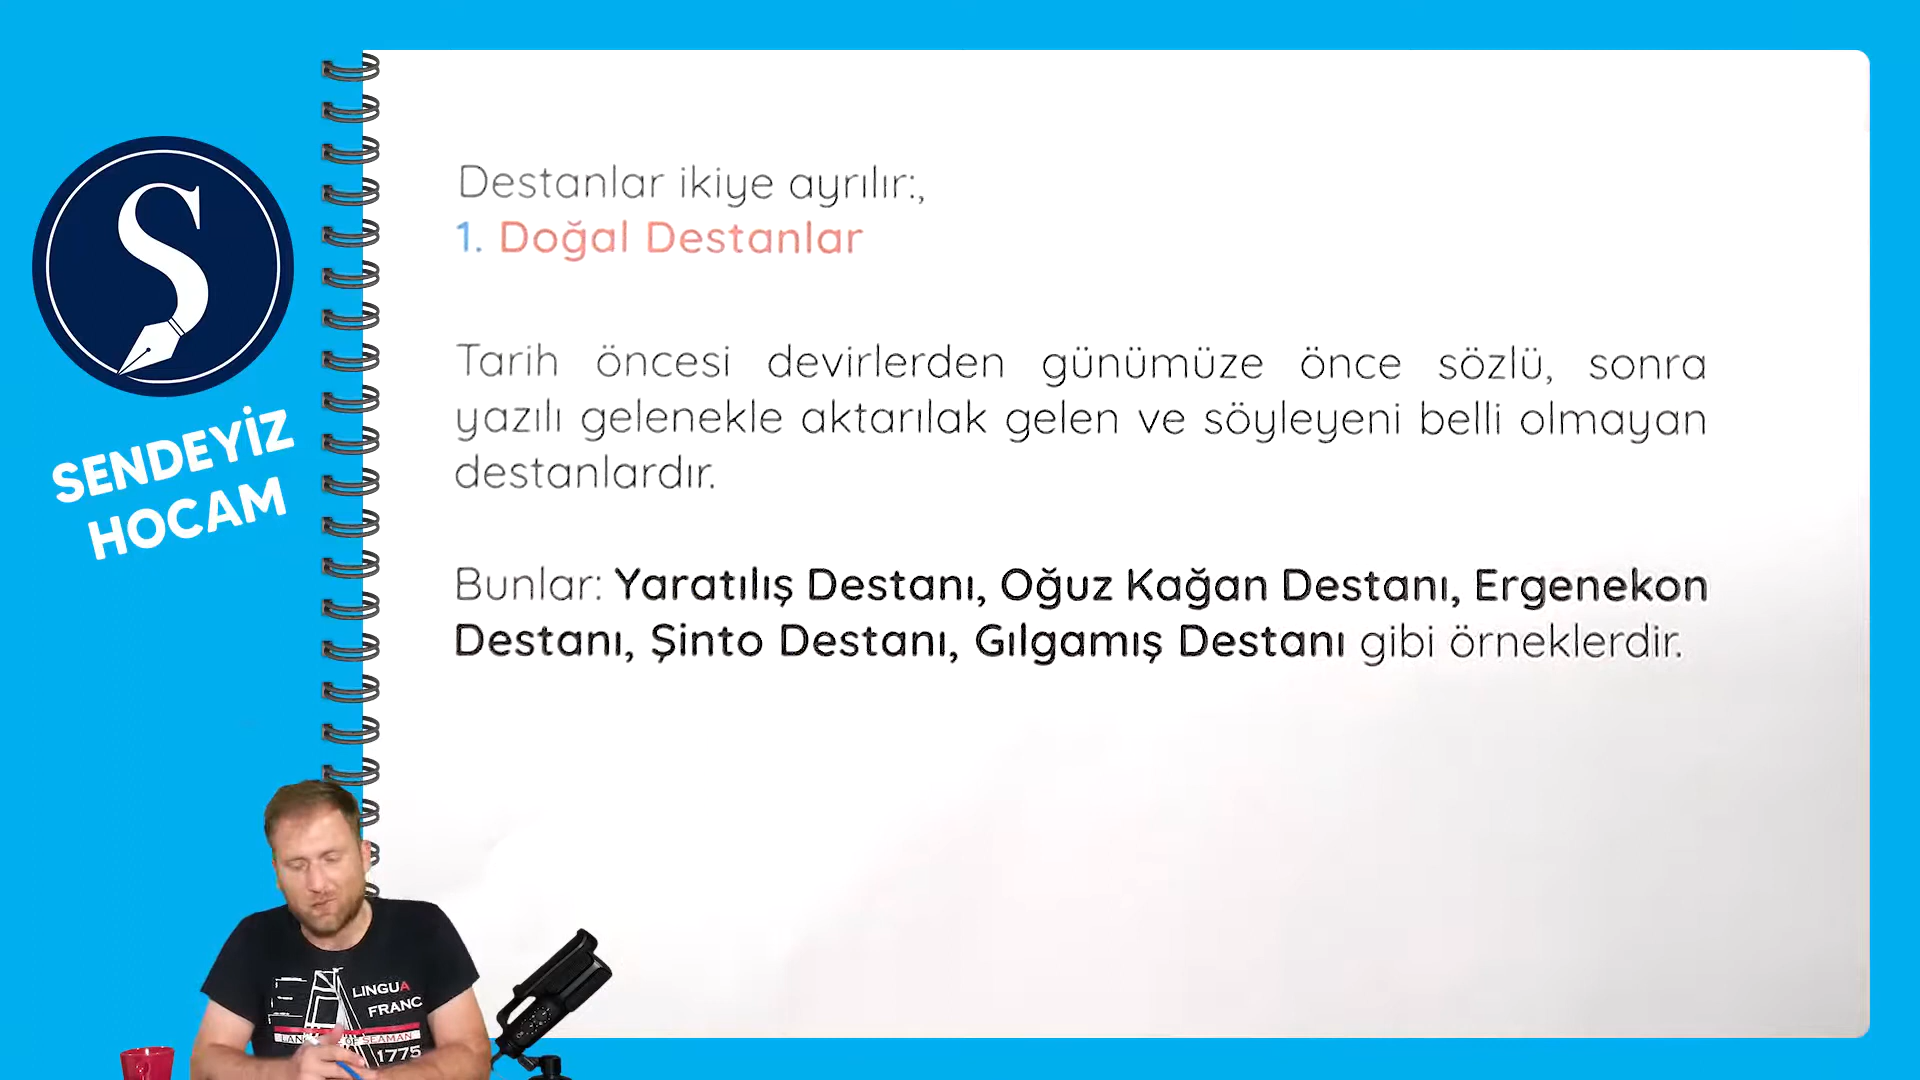 SENDEYİZ
HOCAM
Destanlar ikiye ayrılır:,
1. Doğal Destanlar
Tarih öncesi devirlerden günümüze önce sözlü, sonra
yazılı gelenekle aktarılak gelen ve söyleyeni belli olmayan
destanlardır.
Bunlar: Yaratılış Destanı, Oğuz Kağan Destanı, Ergenekon
Destanı, Şinto Destanı, Gılgamış Destanı gibi örneklerdir.
LINGUA
FRANC
OF SEAMAN
1775